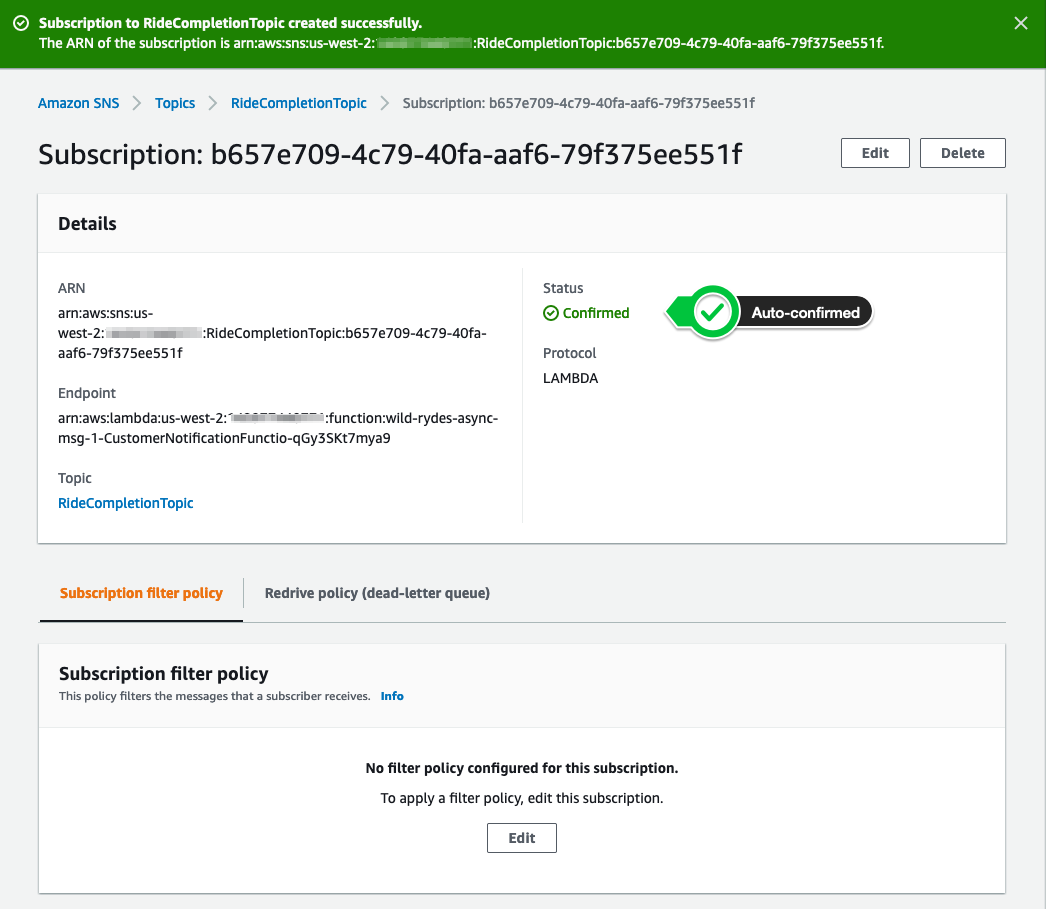 Subscription to RideCompletionTopic created successfully.
The ARN of the subscription is arn:aws:sns:us-west-2: :RideCompletionTopic:b657e709-4c79-40fa-aaf6-79f375ee551f.
Amazon SNS > Topics > RideCompletionTopic > Subscription: b657e709-4c79-40fa-aaf6-79f375ee551f
Subscription: b657e709-4c79-40fa-aaf6-79f375ee551f
Edit
Delete
Details
ARN
arn:aws:sns:us-
west-2: :RideCompletionTopic:b657e709-4c79-40fa-
aaf6-79f375ee551f
Endpoint
arn:aws:lambda:us-west-2: :function:wild-rydes-async-
msg-1-CustomerNotificationFunctio-qGy3SKt7mya9
Topic
RideCompletionTopic
Status
Confirmed
Auto-confirmed
Protocol
LAMBDA
Subscription filter policy
Redrive policy (dead-letter queue)
Subscription filter policy
This policy filters the messages that a subscriber receives. Info
No filter policy configured for this subscription.
To apply a filter policy, edit this subscription.
Edit